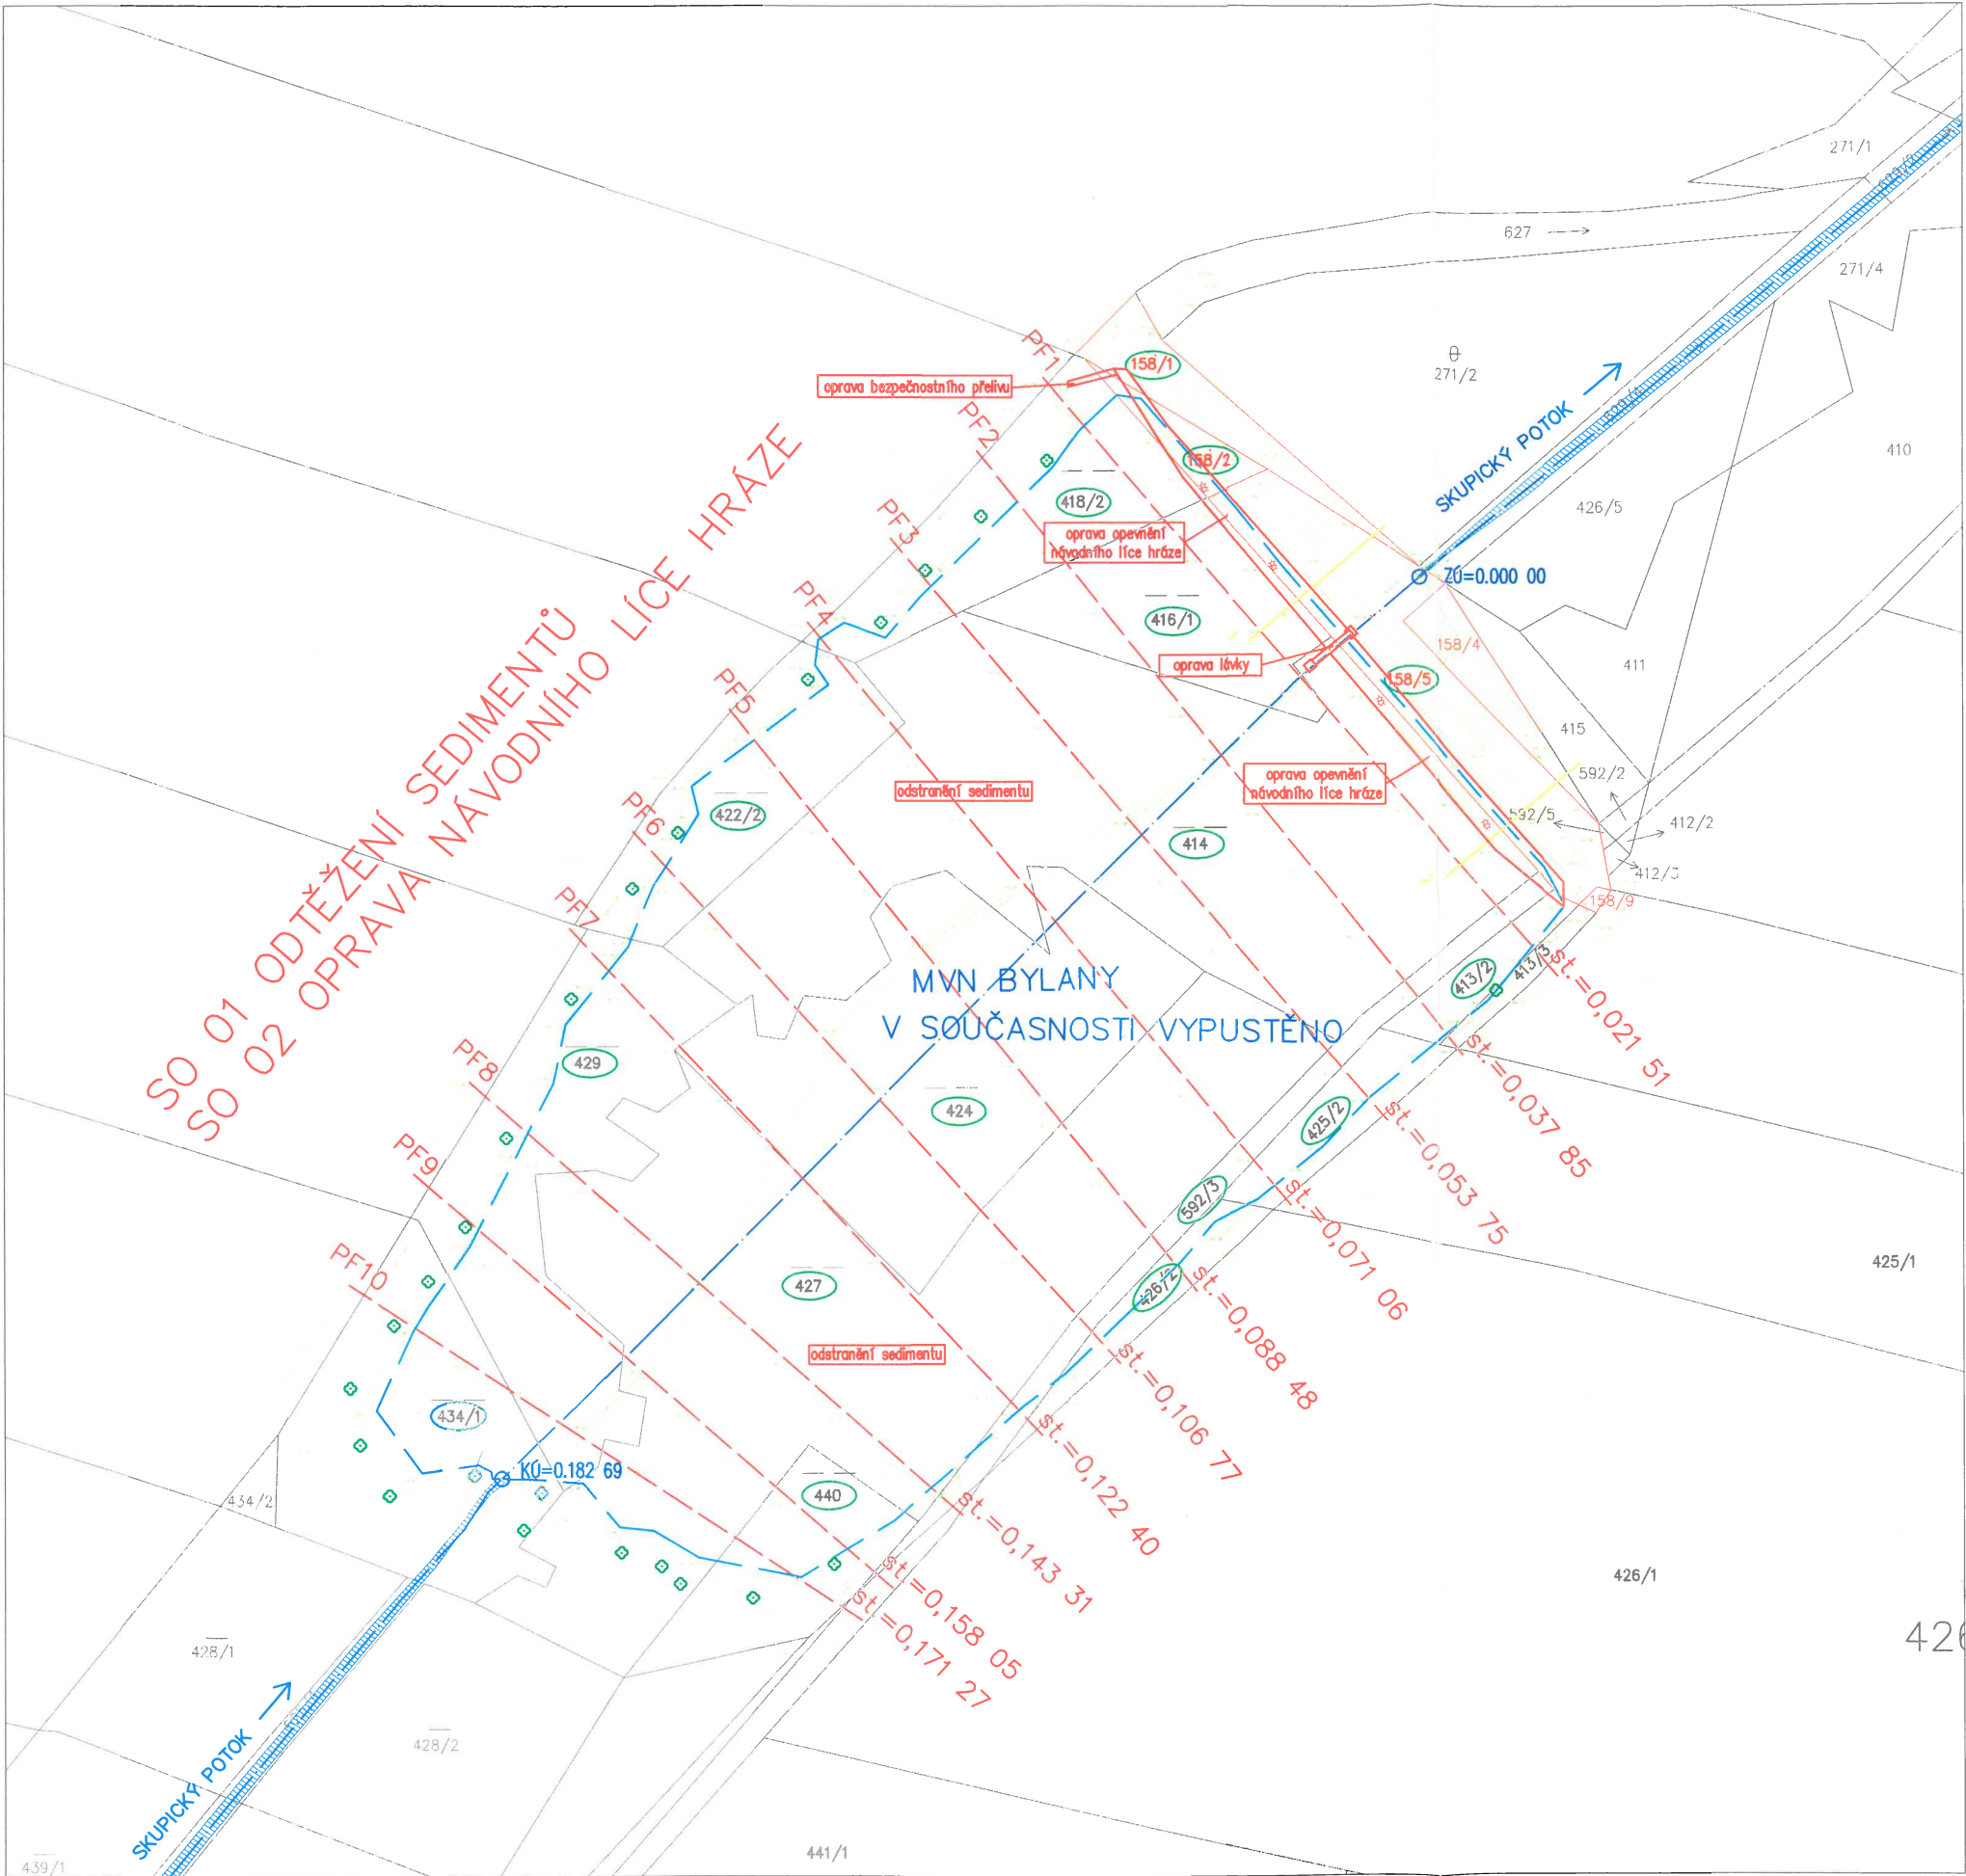 271/1
627
271/4
θ
271/2
410
SKUPICKÝ POTOK
426/5
PF1
158/1
oprava bezpečnostního přelivu
PF2
158/2
418/2
PF3
oprava opevnění
návodního líce hráze
ZÚ=0.000 00
416/1
PF4
oprava lávky
158/4
411
158/5
415
PF5
odstranění sedimentu
oprava opevnění
návodního líce hráze
592/2
592/5
412/2
412/3
422/2
PF6
414
158/9
PF7
SO 01 ODTĚŽENÍ SEDIMENTŮ
SO 02 OPRAVA NÁVODNÍHO LÍCE HRÁZE
MVN BYLANY
V SOUČASNOSTI VYPUSTĚNO
413/2
413/3
429
PF8
424
425/2
PF9
592/3
425/1
PF10
427
426/2
odstranění sedimentu
434/1
KÚ=0.182 69
434/2
440
st.=0,021 51
st.=0,037 85
st.=0,053 75
st.=0,071 06
st.=0,088 48
st.=0,106 77
st.=0,122 40
st.=0,143 31
st.=0,158 05
st.=0,171 27
426/1
428/1
428/2
SKUPICKÝ POTOK
441/1
439/1